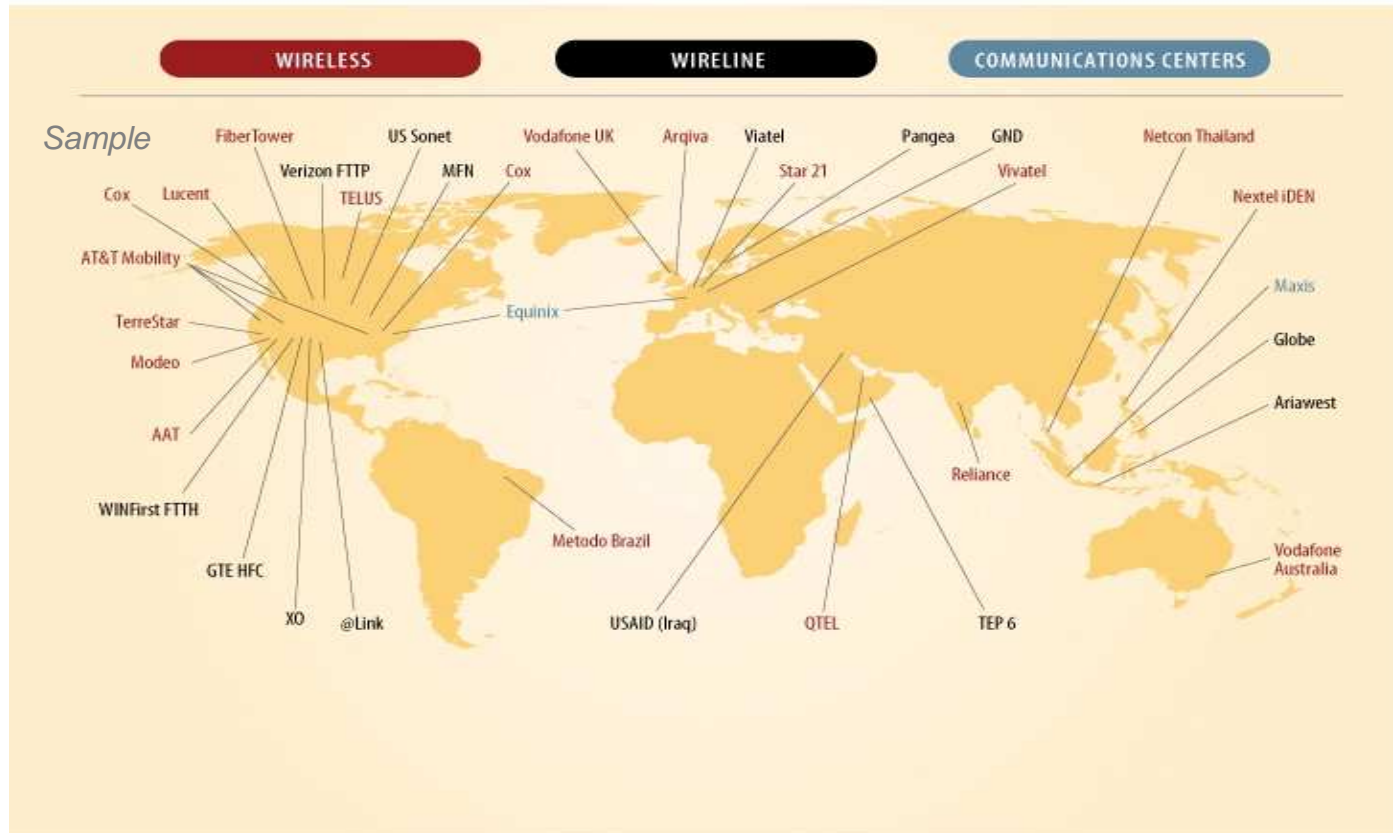 WIRELESS
WIRELINE
COMMUNICATIONS CENTERS
Sample
FiberTower
US Sonet
Vodafone UK
Arqiva
Viatel
Pangea
GND
Netcon Thailand
Verizon FTTP
MFN
Cox
Star 21
Vivatel
Cox
Lucent
TELUS
Nextel iDEN
AT&T Mobility
Maxis
Equinix
TerreStar
Globe
Modeo
Ariawest
AAT
Reliance
WINFirst FTTH
Metodo Brazil
Vodafone
Australia
GTE HFC
XO
@Link
USAID (Iraq)
QTEL
TEP 6